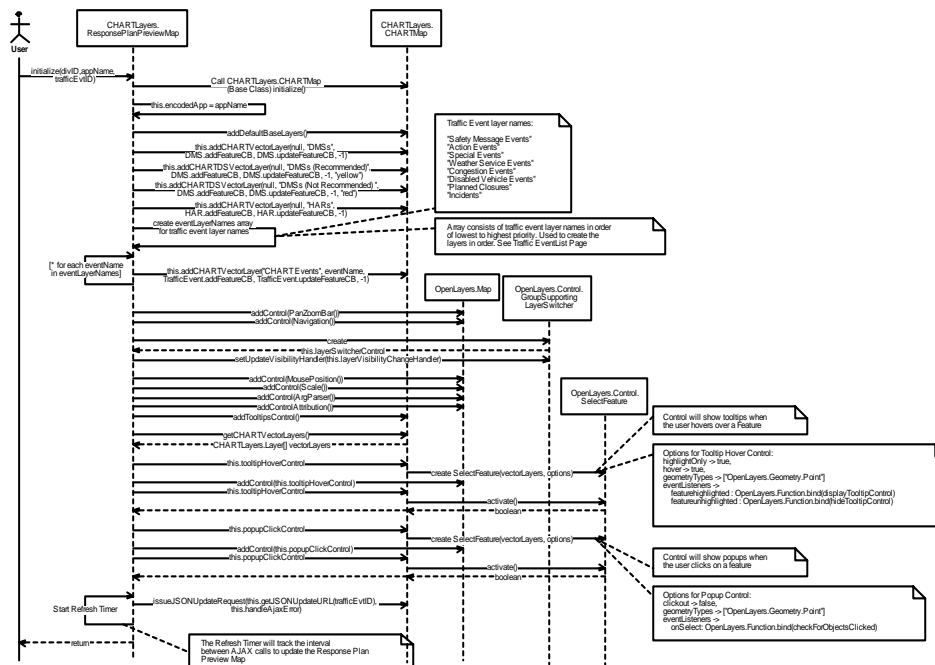 CHARTLayers.
ResponsePlanPreviewMap
CHARTLayers.
CHARTMap
User
initialize(divID,appName,
trafficEvtID)
Call CHARTLayers.CHARTMap
(Base Class) initialize()
this.encodedApp = appName
addDefaultBaseLayers()
this.addCHARTVectorLayer(null, "DMSs",
DMS.addFeatureCB, DMS.updateFeatureCB, -1)
this.addCHARTDSVectorLayer(null, "DMSs (Recommended)",
DMS.addFeatureCB, DMS.updateFeatureCB, -1, "yellow")
this.addCHARTDSVectorLayer(null, "DMSs (Not Recommended) ",
DMS.addFeatureCB, DMS.updateFeatureCB, -1, "red")
this.addCHARTVectorLayer(null, "HARs",
HAR.addFeatureCB, HAR.updateFeatureCB, -1)
create eventLayerNames array
for traffic event layer names
Traffic Event layer names:
"Safety Message Events"
"Action Events"
"Special Events"
"Weather Service Events"
"Congestion Events"
"Disabled Vehicle Events"
"Planned Closures"
"Incidents"
Array consists of traffic event layer names in order
of lowest to highest priority. Used to create the
layers in order. See Traffic EventList Page
[* for each eventName
in eventLayerNames]
this.addCHARTVectorLayer("CHART Events", eventName,
TrafficEvent.addFeatureCB, TrafficEvent.updateFeatureCB, -1)
OpenLayers.Map
OpenLayers.Control.
GroupSupporting
LayerSwitcher
addControl(PanZoomBar())
addControl(Navigation())
create
this.layerSwitcherControl
setUpdateVisibilityHandler(this.layerVisibilityChangeHandler)
addControl(MousePosition())
addControl(Scale())
addControl(ArgParser())
addControlAttribution()
addTooltipsControl()
OpenLayers.Control.
SelectFeature
Control will show tooltips when
the user hovers over a Feature
getCHARTVectorLayers()
CHARTLayers.Layer[] vectorLayers
this.tooltipHoverControl
create SelectFeature(vectorLayers, options)
addControl(this.tooltipHoverControl)
this.tooltipHoverControl
activate()
boolean
Options for Tooltip Hover Control:
highlightOnly -> true,
hover -> true,
geometryTypes -> ["OpenLayers.Geometry.Point"]
eventListeners ->
featurehighlighted : OpenLayers.Function.bind(displayTooltipControl)
featureunhighlighted : OpenLayers.Function.bind(hideTooltipControl)
this.popupClickControl
create SelectFeature(vectorLayers, options)
addControl(this.popupClickControl)
this.popupClickControl
activate()
boolean
Control will show popups when
the user clicks on a feature
Options for Popup Control:
clickout -> false,
geometryTypes -> ["OpenLayers.Geometry.Point"]
eventListeners ->
onSelect: OpenLayers.Function.bind(checkForObjectsClicked)
Start Refresh Timer
issueJSONUpdateRequest(this.getJSONUpdateURL(trafficEvtID),
this.handleAjaxError)
return
The Refresh Timer will track the interval
between AJAX calls to update the Response Plan
Preview Map